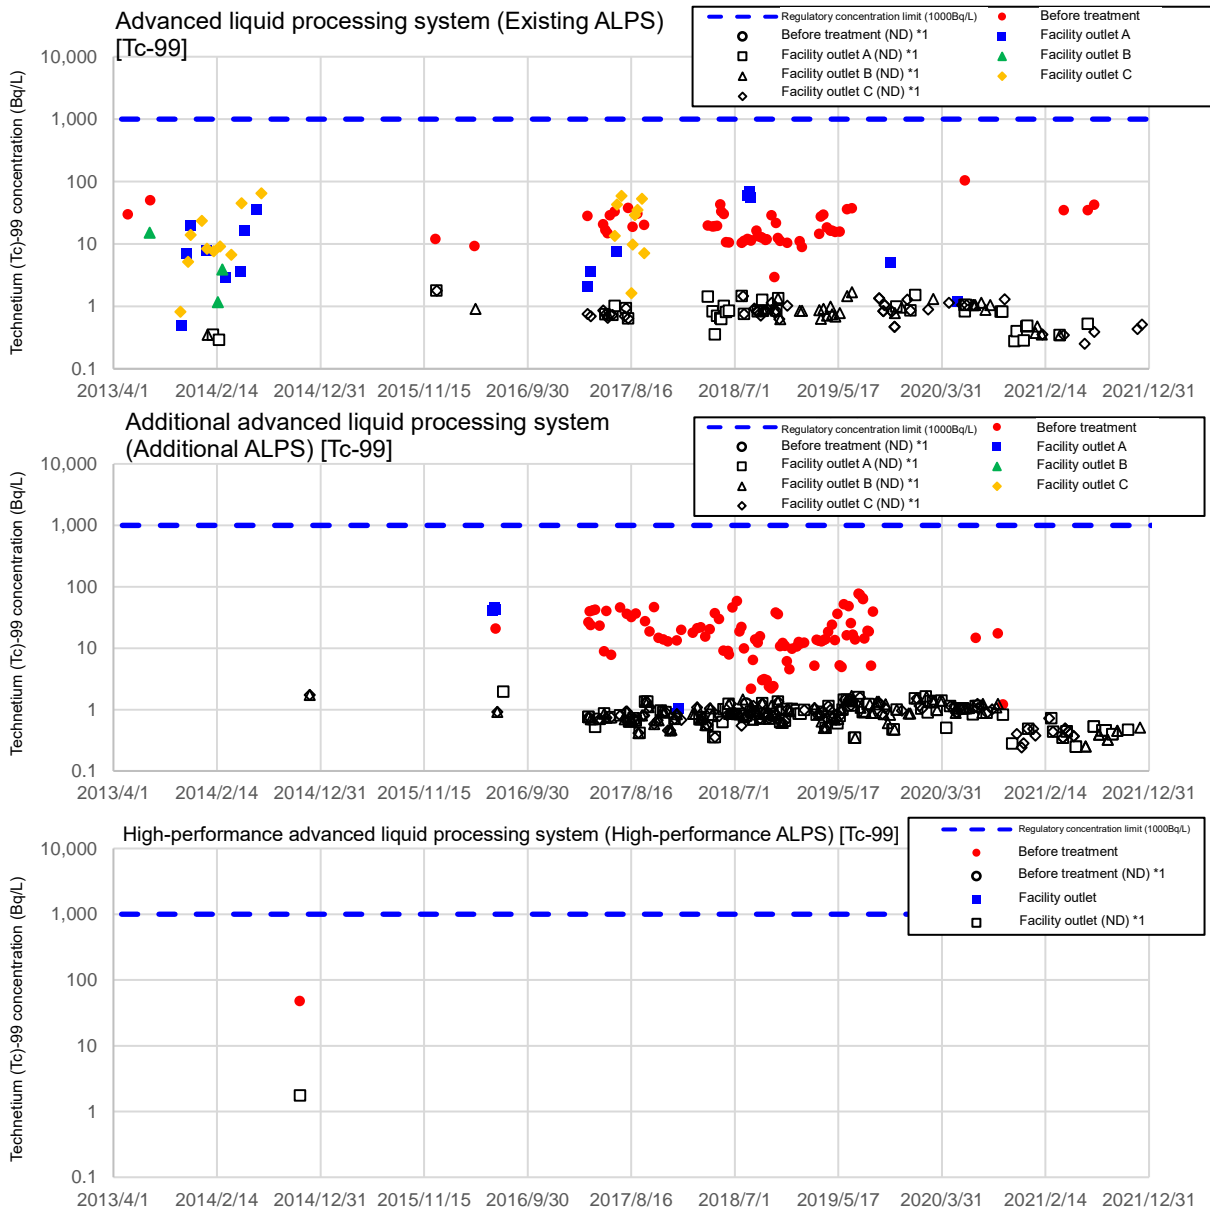 Advanced liquid processing system (Existing ALPS)
[Tc-99]
Regulatory concentration limit (1000Bq/L)
Before treatment
Before treatment (ND) *1
Facility outlet A
Facility outlet A (ND) *1
Facility outlet B
Facility outlet B (ND) *1
Facility outlet C
Facility outlet C (ND) *1
Technetium (Tc)-99 concentration (Bq/L)
10,000
1,000
100
10
1
0.1
2013/4/1 2014/2/14 2014/12/31 2015/11/15 2016/9/30 2017/8/16 2018/7/1 2019/5/17 2020/3/31 2021/2/14 2021/12/31
Additional advanced liquid processing system
(Additional ALPS) [Tc-99]
Regulatory concentration limit (1000Bq/L)
Before treatment
Before treatment (ND) *1
Facility outlet A
Facility outlet A (ND) *1
Facility outlet B
Facility outlet B (ND) *1
Facility outlet C
Facility outlet C (ND) *1
Technetium (Tc)-99 concentration (Bq/L)
10,000
1,000
100
10
1
0.1
2013/4/1 2014/2/14 2014/12/31 2015/11/15 2016/9/30 2017/8/16 2018/7/1 2019/5/17 2020/3/31 2021/2/14 2021/12/31
High-performance advanced liquid processing system (High-performance ALPS) [Tc-99]
Regulatory concentration limit (1000Bq/L)
Before treatment
Before treatment (ND) *1
Facility outlet
Facility outlet (ND) *1
Technetium (Tc)-99 concentration (Bq/L)
10,000
1,000
100
10
1
0.1
2013/4/1 2014/2/14 2014/12/31 2015/11/15 2016/9/30 2017/8/16 2018/7/1 2019/5/17 2020/3/31 2021/2/14 2021/12/31